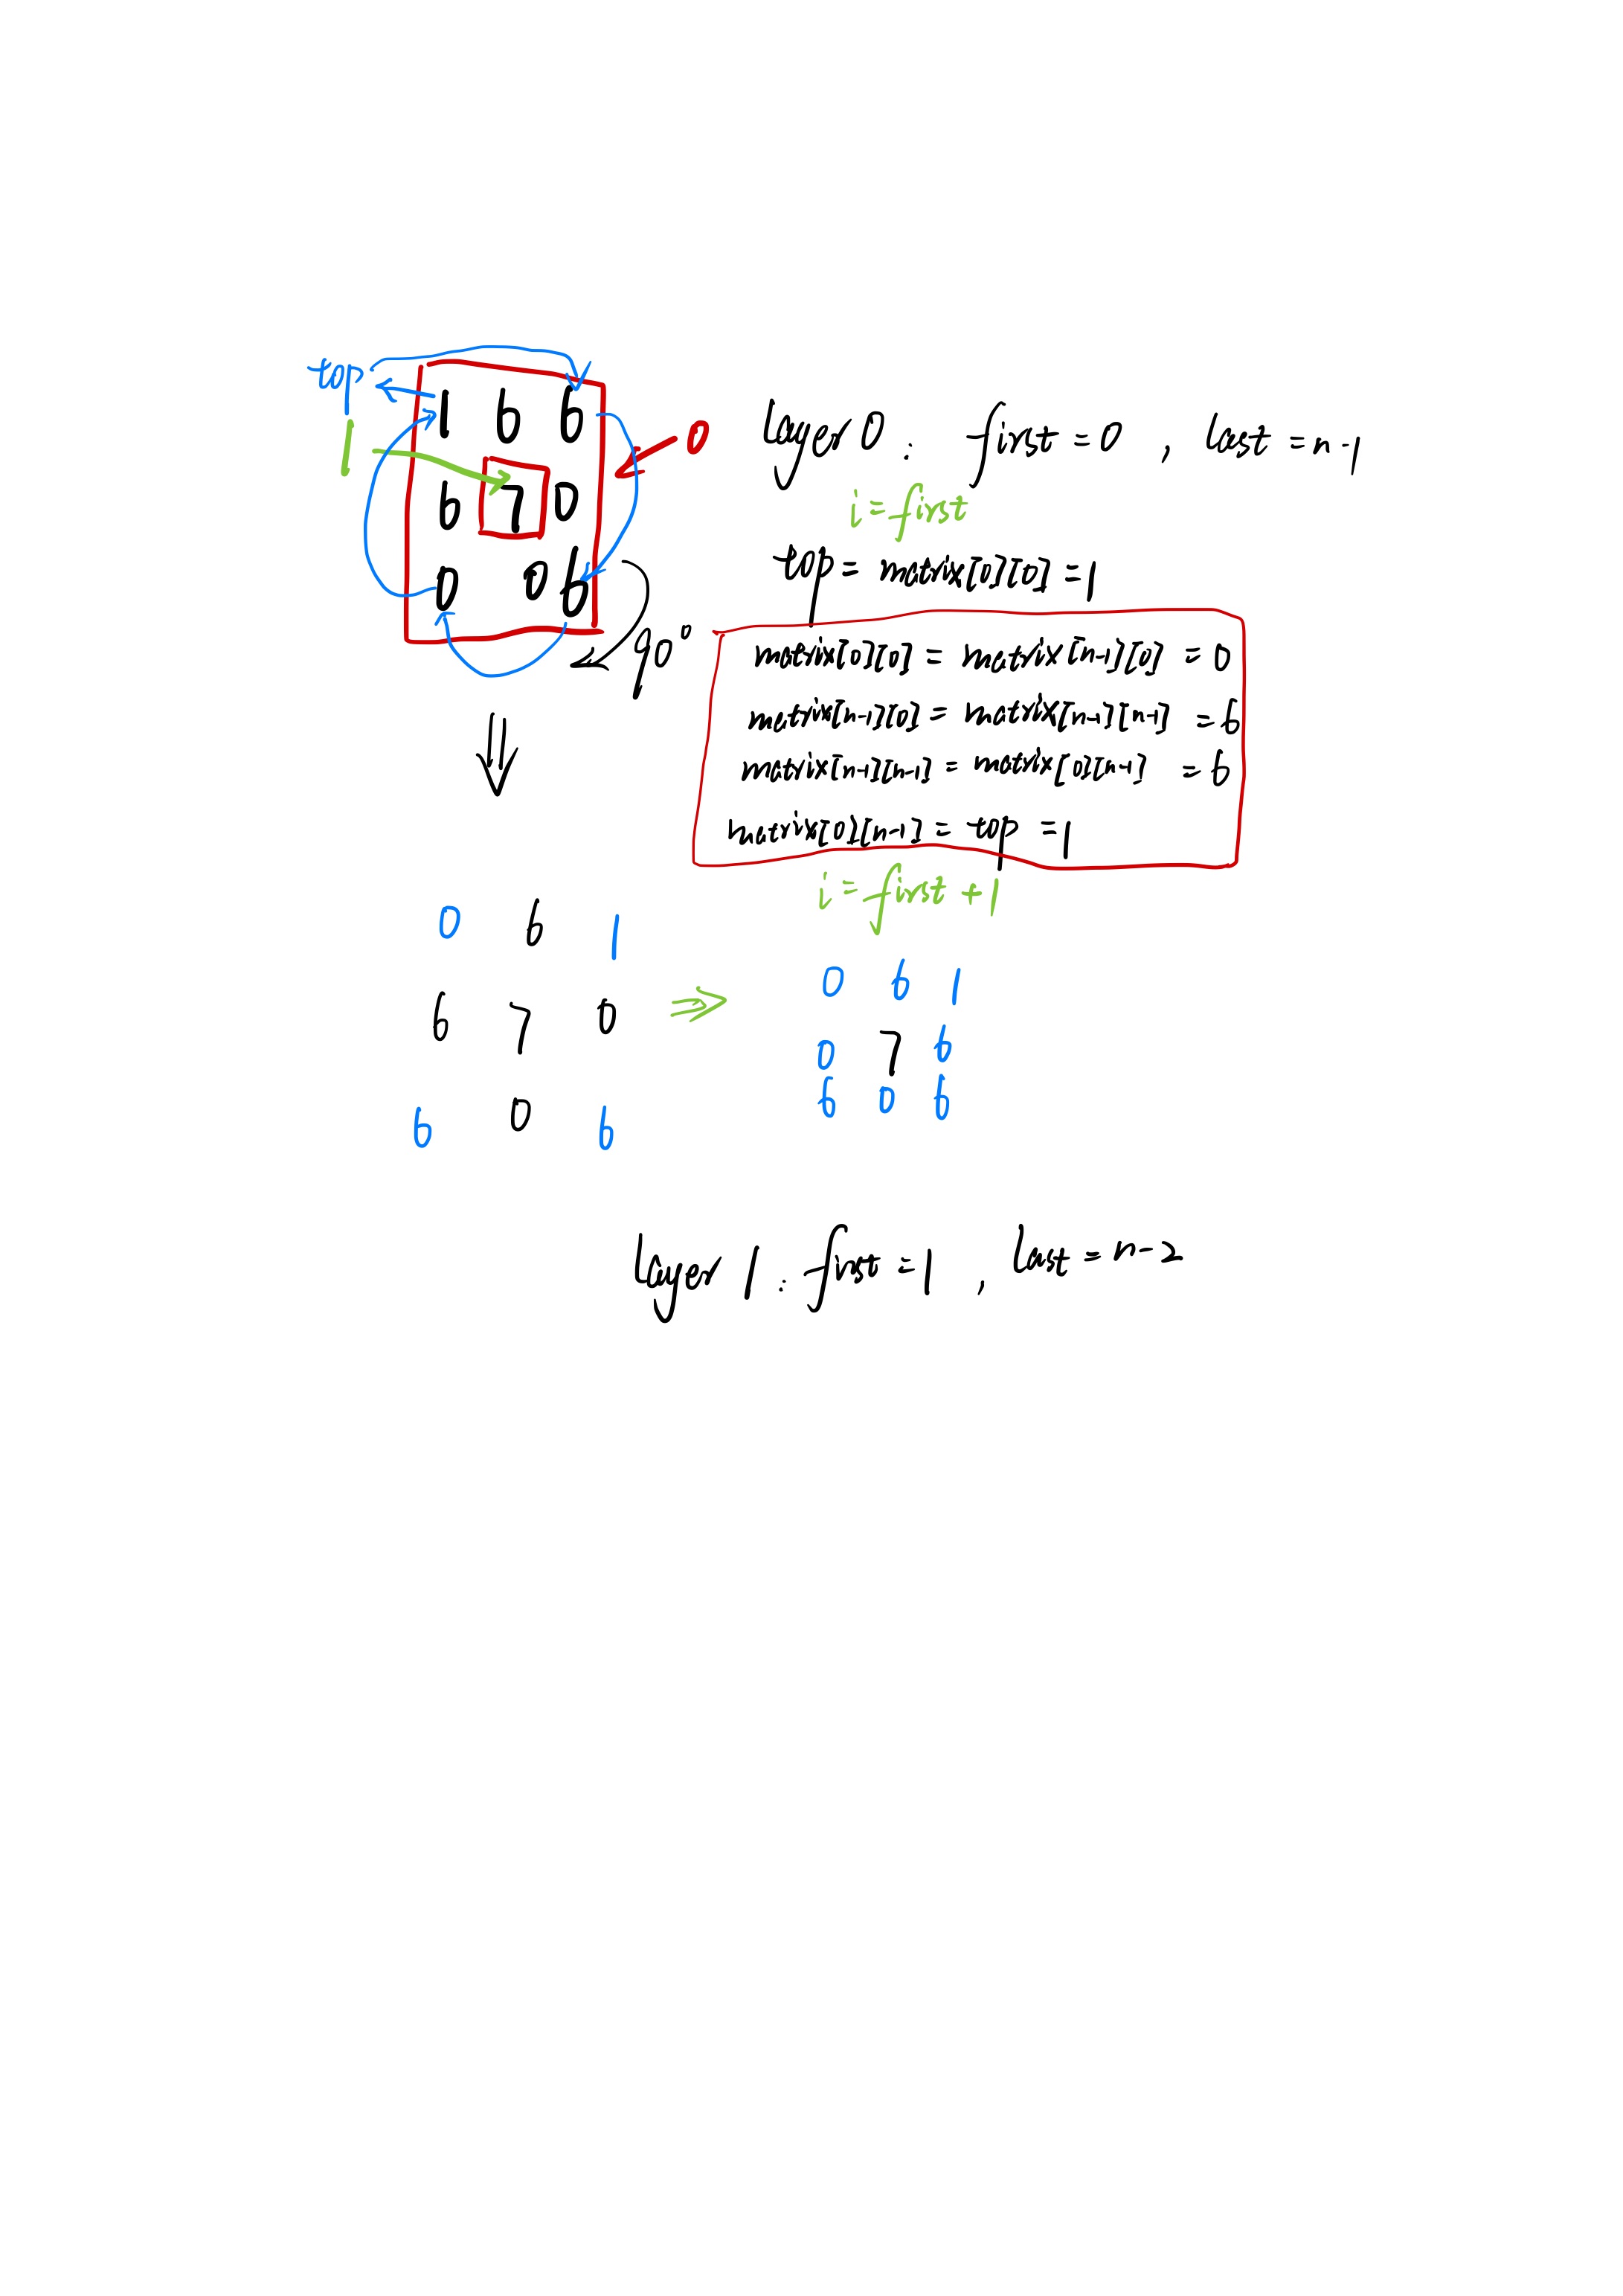 top
1 6 6
0
1
6 7 0
0 0 6
90°
layer 0 : first = 0 , last = n-1
i = first
top = matrix[0][0] = 1
matrix[0][0] = matrix[n-1][0] = 0
matrix[n-1][0] = matrix[n-1][n-1] = 6
matrix[n-1][n-1] = matrix[0][n-1] = 6
matrix[0][n-1] = top = 1
i = first + 1
0 6 1
6 7 0
6 0 6
0 6 1
0 7 6
6 0 6
layer 1 : first = 1 , last = n-2